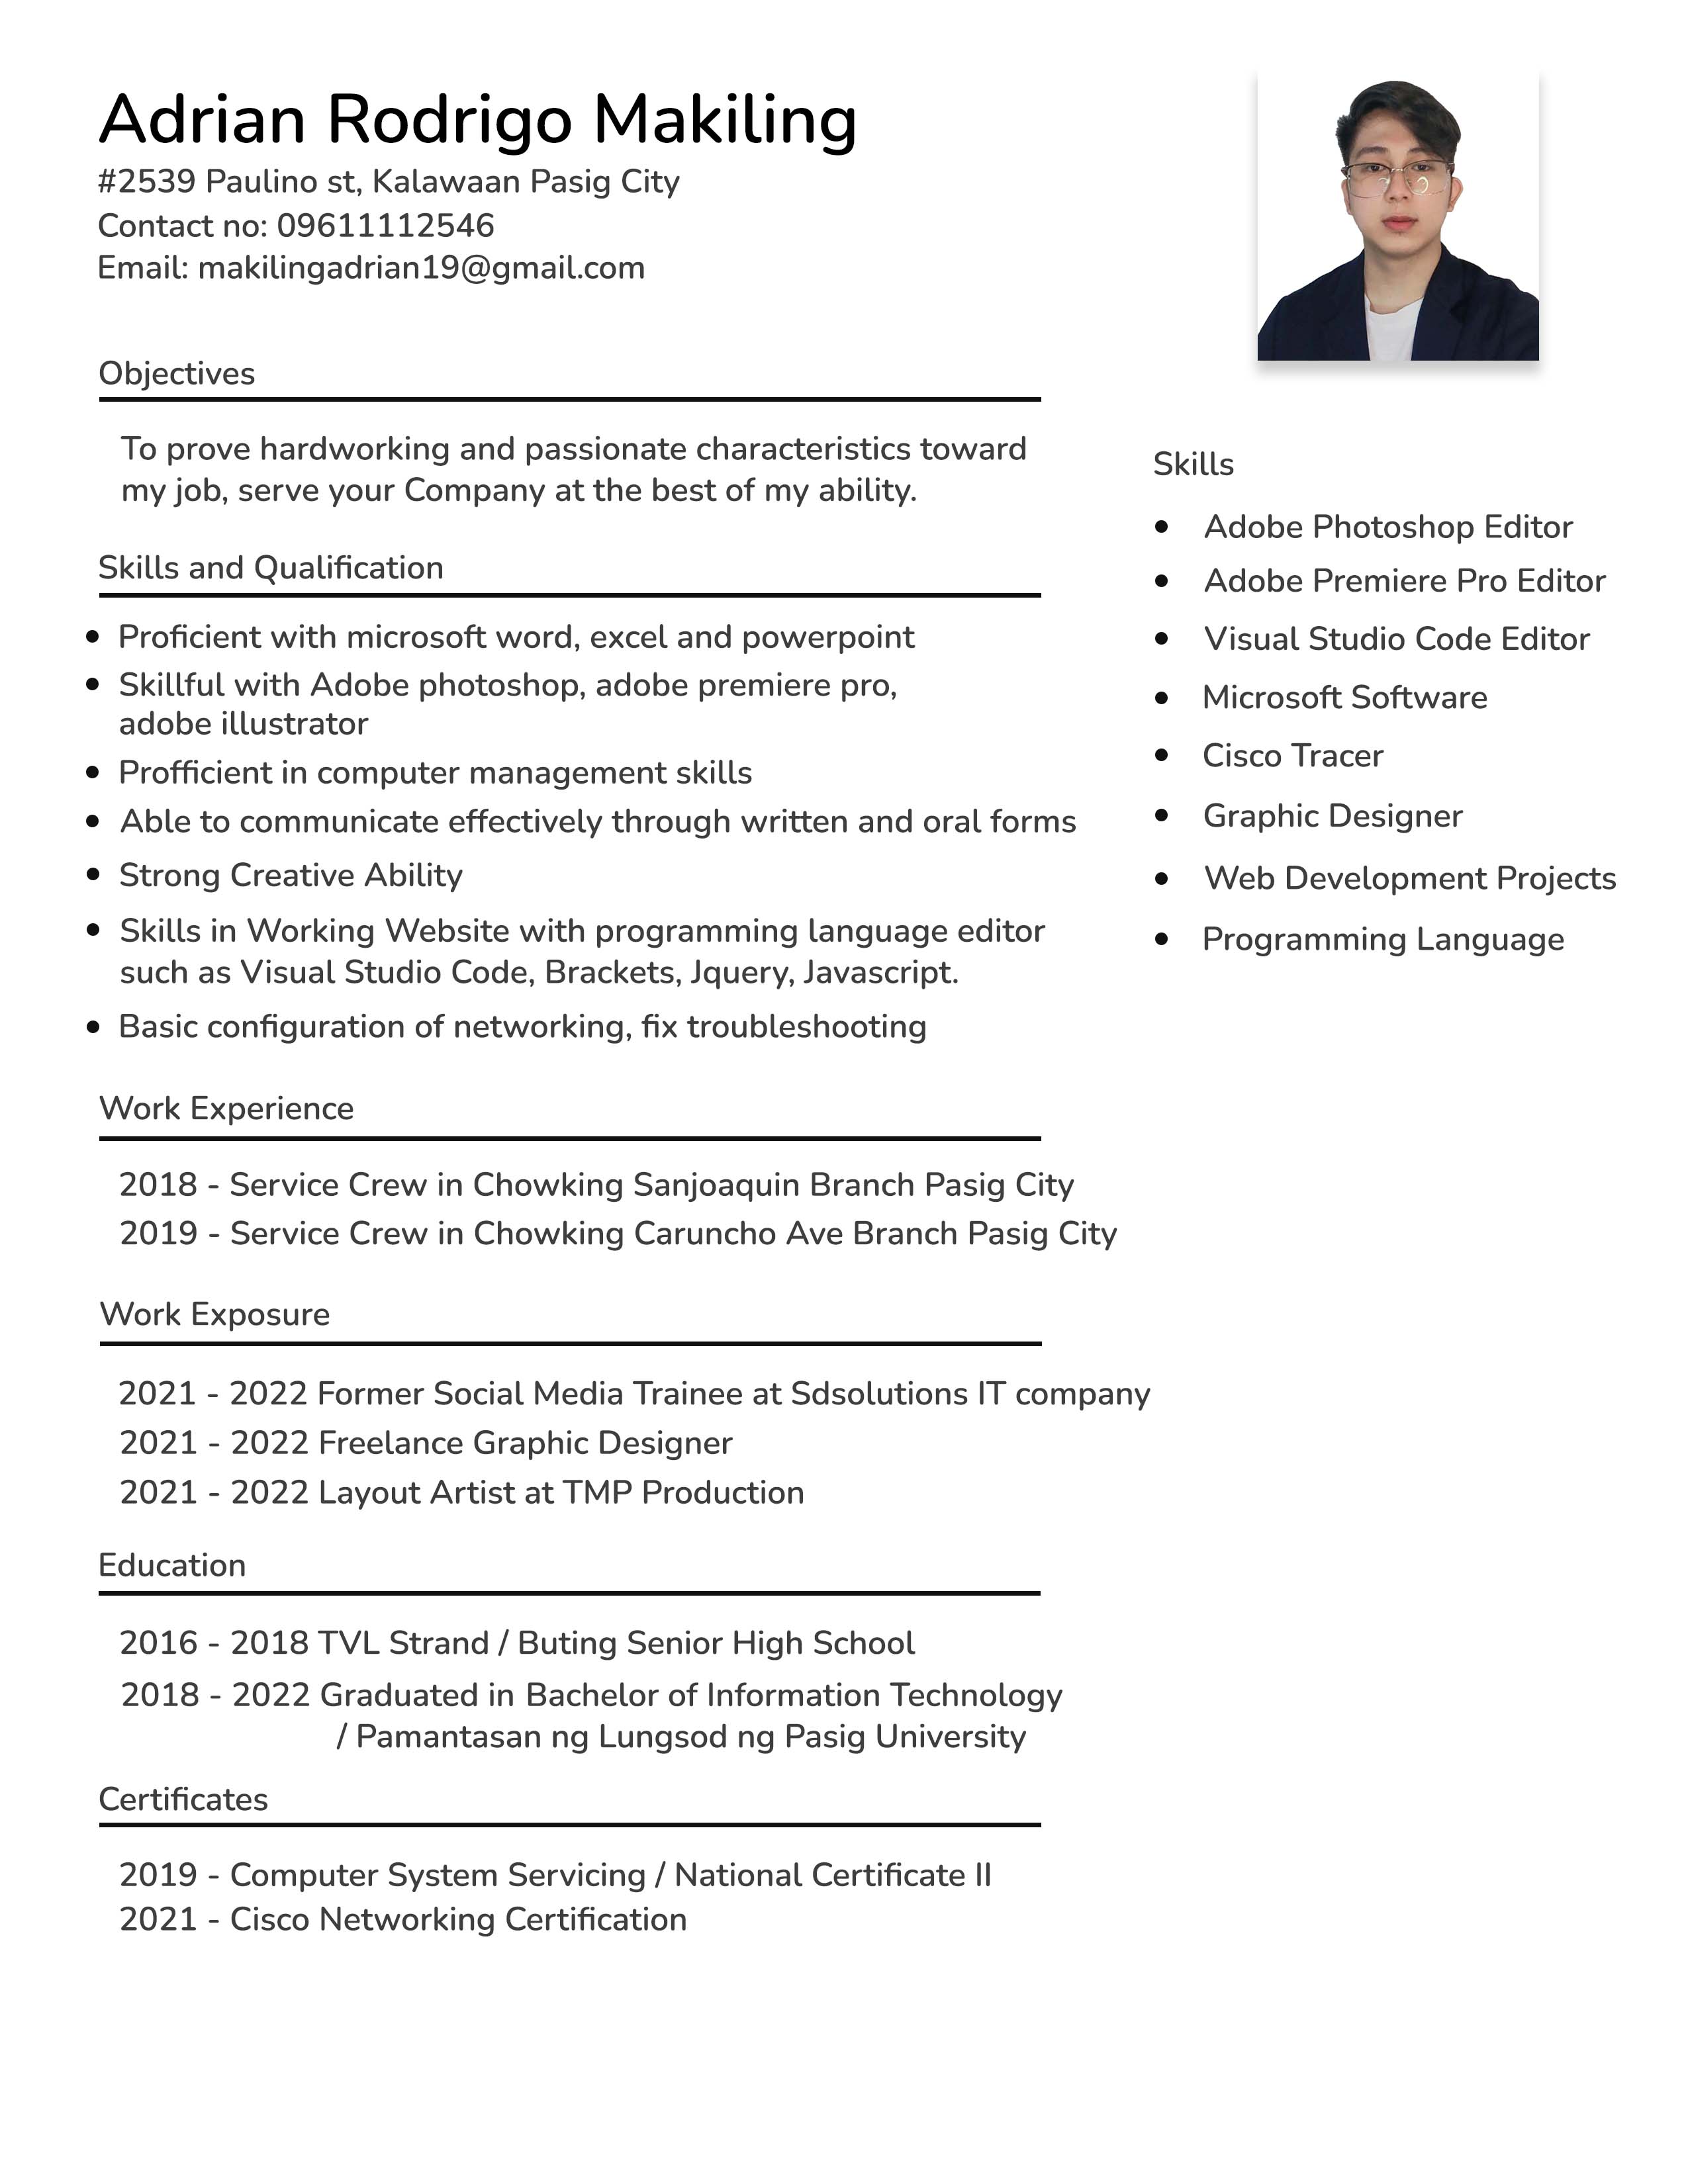 Adrian Rodrigo Makiling
#2539 Paulino st, Kalawaan Pasig City
Contact no: 09611112546
Email: makilingadrian19@gmail.com
Objectives
To prove hardworking and passionate characteristics toward
my job, serve your Company at the best of my ability.
Skills and Qualification
Proficient with microsoft word, excel and powerpoint
Skillful with Adobe photoshop, adobe premiere pro,
adobe illustrator
Profficient in computer management skills
Able to communicate effectively through written and oral forms
Strong Creative Ability
Skills in Working Website with programming language editor
such as Visual Studio Code, Brackets, Jquery, Javascript.
Basic configuration of networking, fix troubleshooting
Work Experience
2018 - Service Crew in Chowking Sanjoaquin Branch Pasig City
2019 - Service Crew in Chowking Caruncho Ave Branch Pasig City
Work Exposure
2021 - 2022 Former Social Media Trainee at Sdsolutions IT company
2021 - 2022 Freelance Graphic Designer
2021 - 2022 Layout Artist at TMP Production
Education
2016 - 2018 TVL Strand / Buting Senior High School
2018 - 2022 Graduated in Bachelor of Information Technology
/ Pamantasan ng Lungsod ng Pasig University
Certificates
2019 - Computer System Servicing / National Certificate II
2021 - Cisco Networking Certification
Skills
Adobe Photoshop Editor
Adobe Premiere Pro Editor
Visual Studio Code Editor
Microsoft Software
Cisco Tracer
Graphic Designer
Web Development Projects
Programming Language